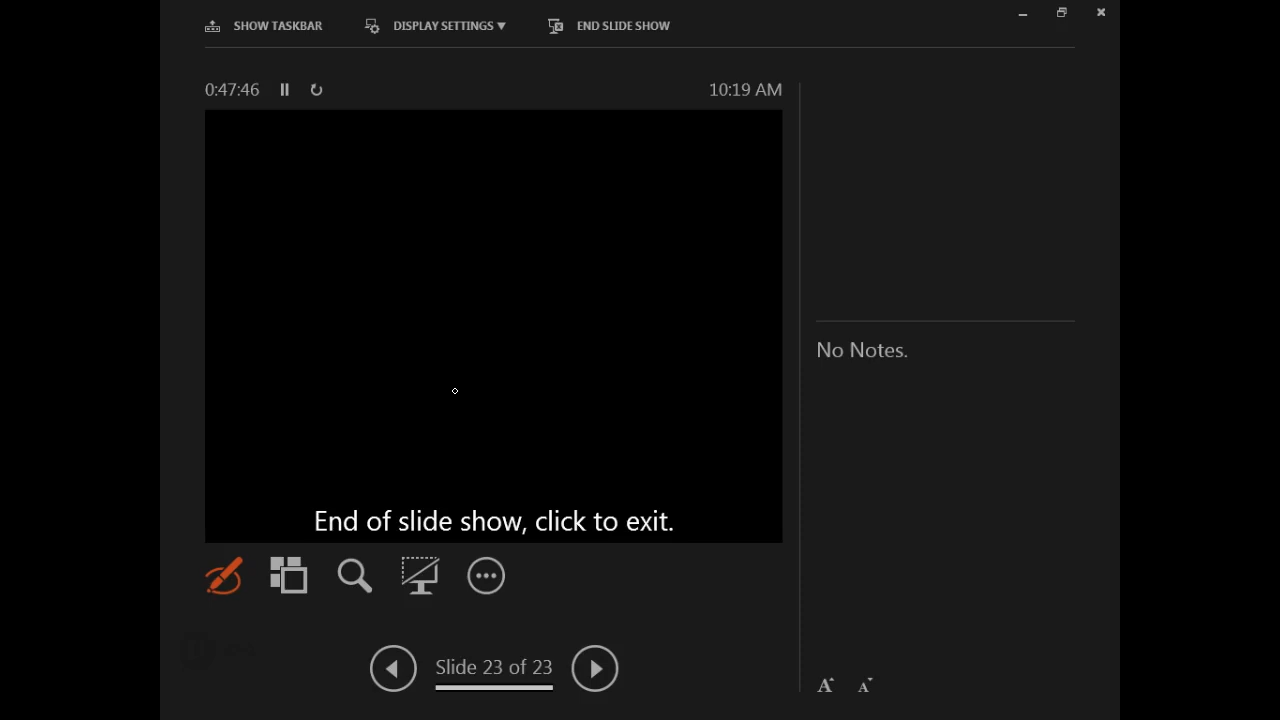 SHOW TASKBAR DISPLAY SETTINGS ▼ END SLIDE SHOW
0:47:46 10:19 AM
End of slide show, click to exit.
No Notes.
Slide 23 of 23
A A